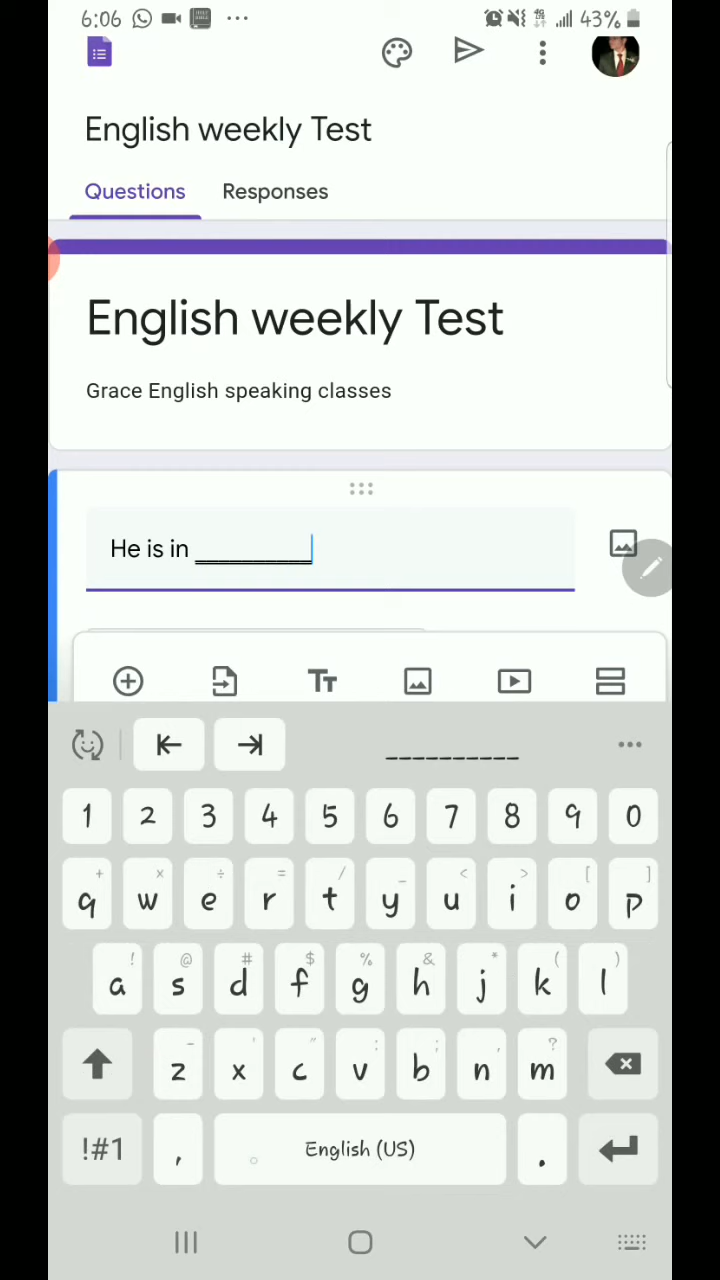 6:06 43%
English weekly Test
Questions Responses
English weekly Test
Grace English speaking classes
He is in __________
Tт
__________
1 2 3 4 5 6 7 8 9 0
+ × ÷ = / _ < > [ ]
q w e r t y u i o p
! @ # $ % & * ( )
a s d f g h j k l
- ' " : ; , ?
z x c v b n m
!#1 , English (US) .